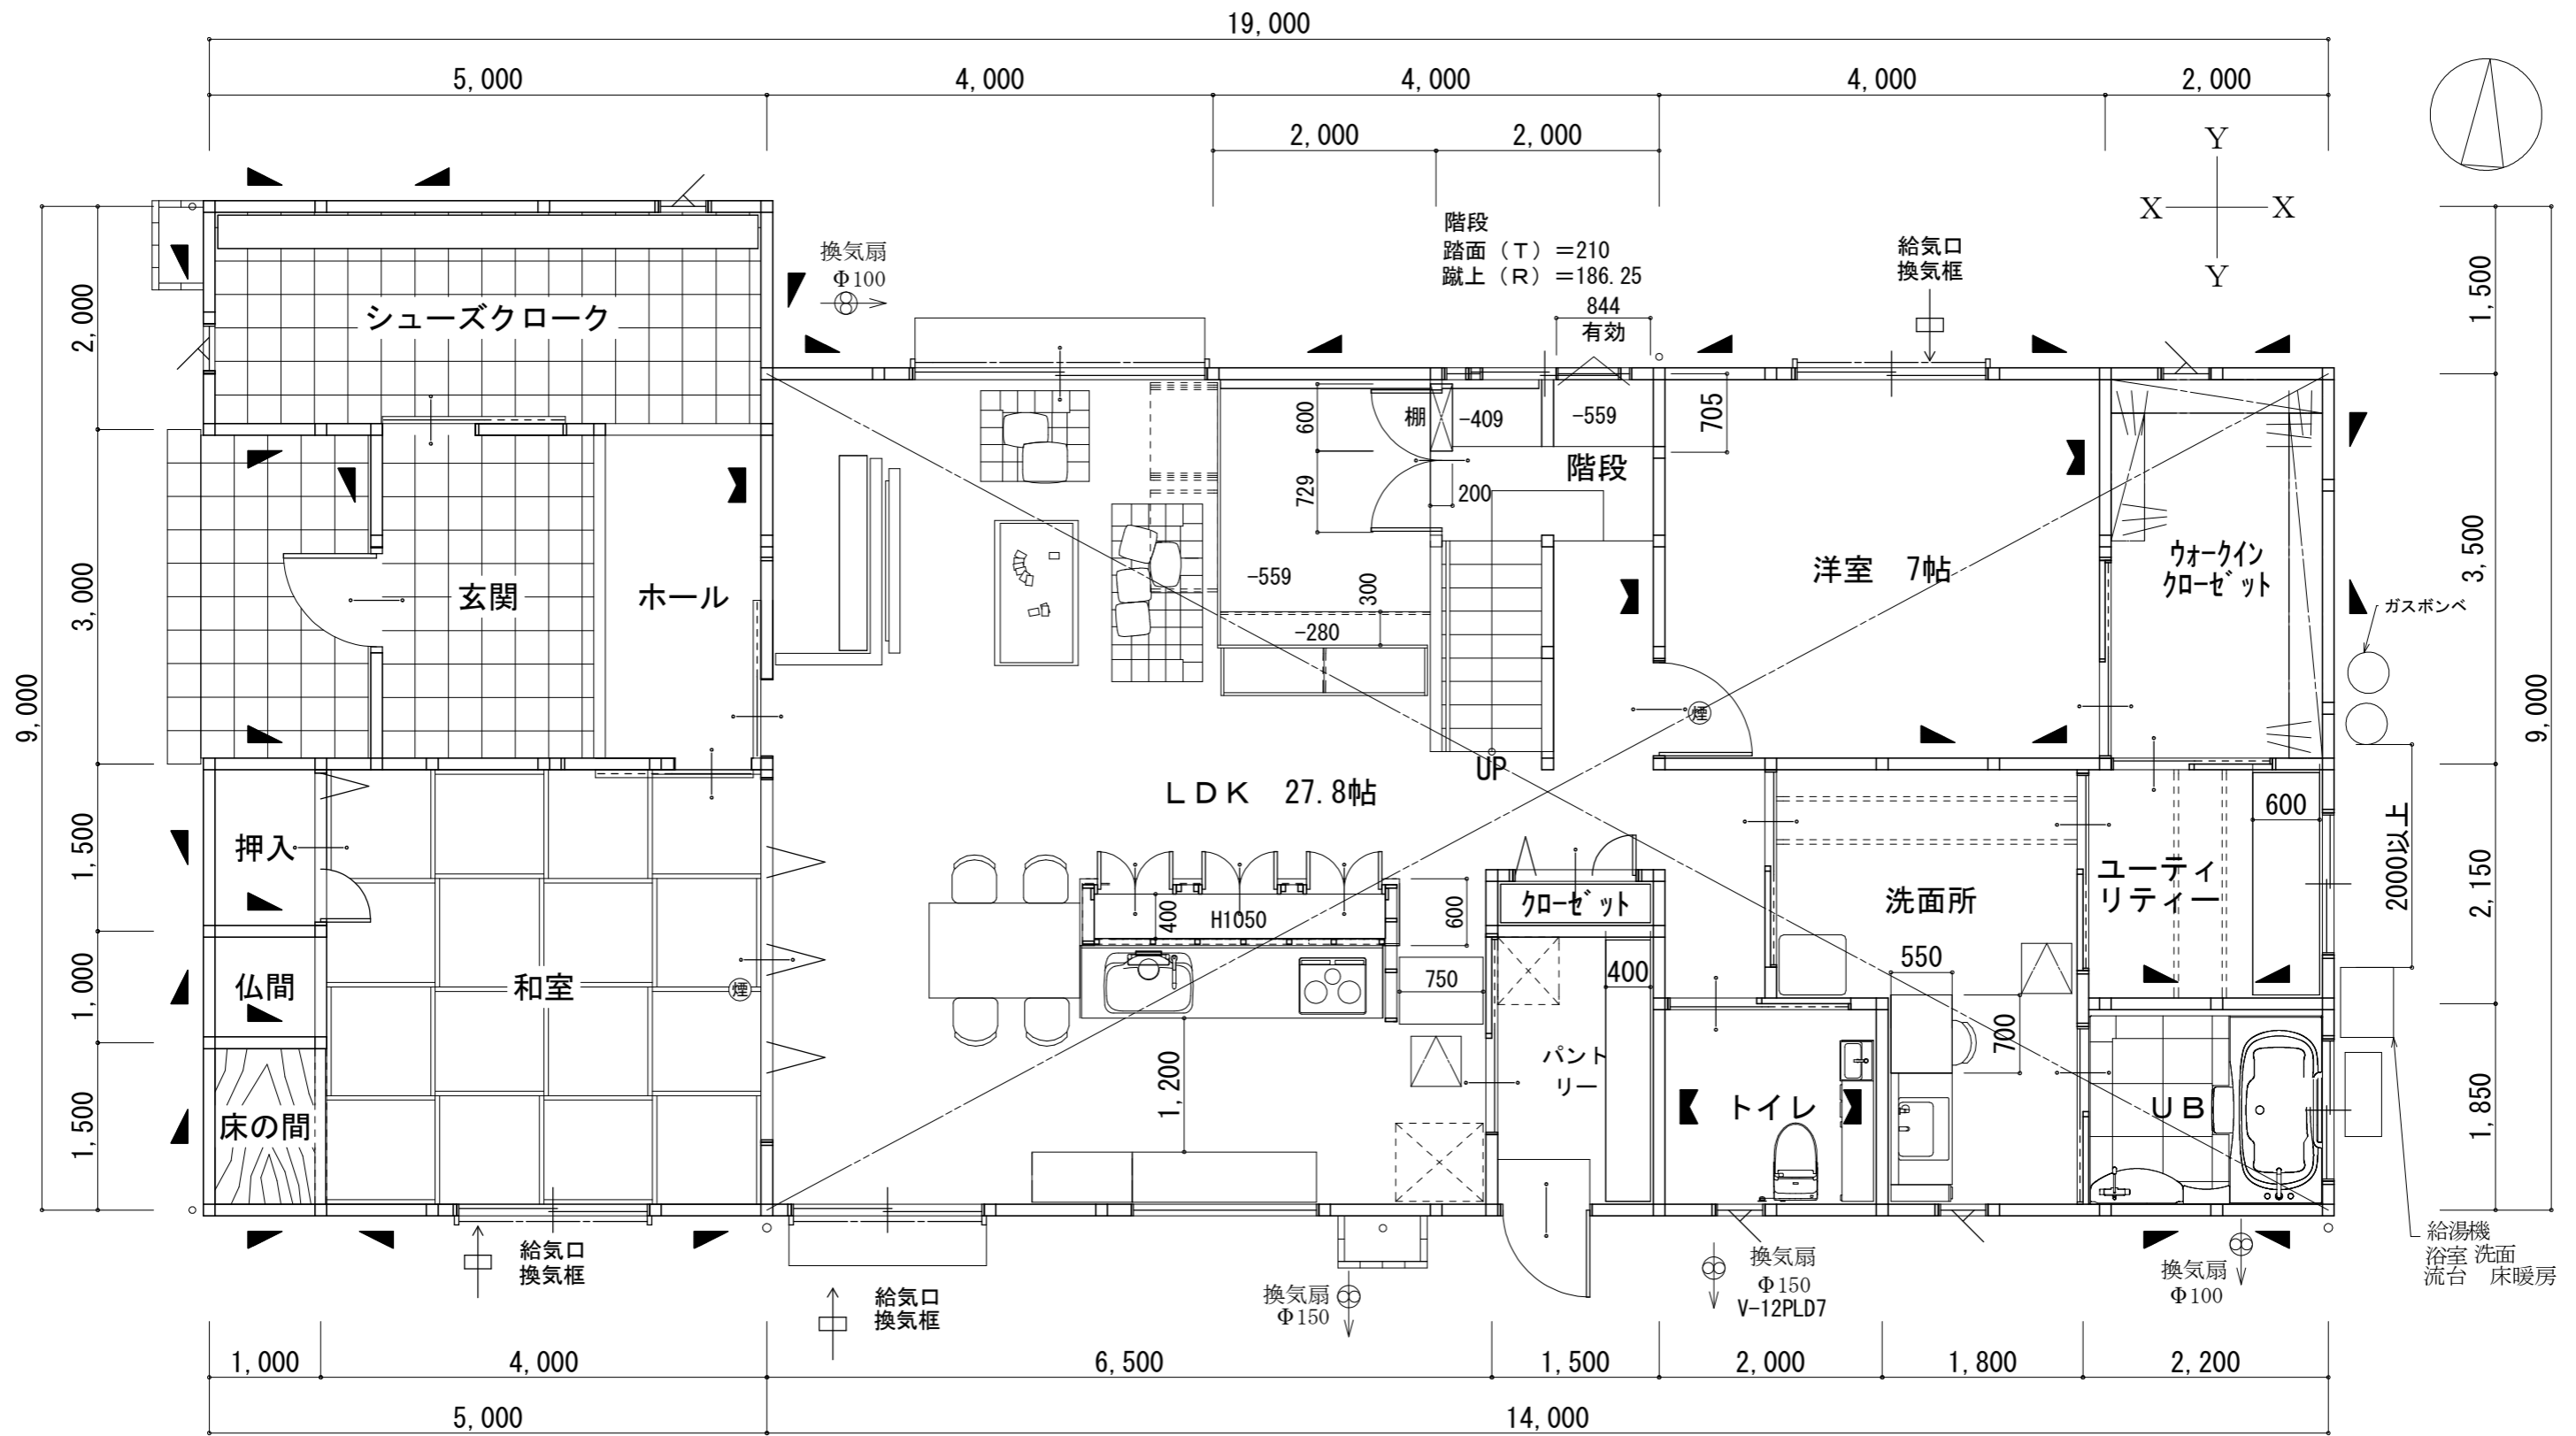 19,000
5,000
4,000
4,000
4,000
2,000
2,000
2,000
Y
X
X
Y
階段
踏面（T）=210
蹴上（R）=186.25
844
有効
換気扇
Φ100
給気口
換気框
9,000
2,000
3,000
1,500
1,000
1,500
1,500
3,500
2,150
1,850
9,000
シューズクローク
玄関
ホール
600
729
棚
-409
-559
200
階段
705
-559
300
-280
洋室　7帖
ウォークイン
クローゼット
ガスボンベ
煙
UP
LDK　27.8帖
押入
仏間
床の間
和室
煙
400
H1050
600
750
1,200
クローゼット
400
パント
リー
洗面所
550
700
ユーティ
リティー
600
2000以上
トイレ
UB
給湯機
浴室 洗面
流台　床暖房
給気口
換気框
給気口
換気框
換気扇
Φ150
換気扇
Φ150
V-12PLD7
換気扇
Φ100
1,000
4,000
6,500
1,500
2,000
1,800
2,200
5,000
14,000